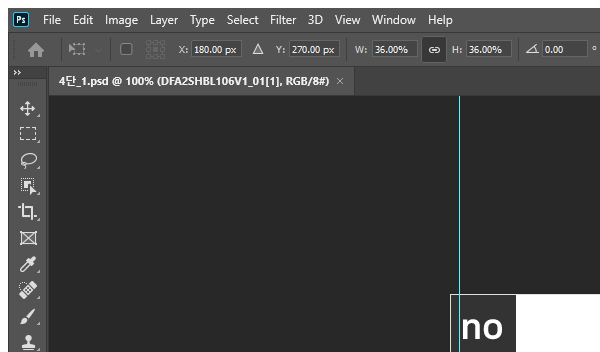 Ps File Edit Image Layer Type Select Filter 3D View Window Help
X: 180.00 px Y: 270.00 px W: 36.00% H: 36.00% 0.00 °
4단_1.psd @ 100% (DFA2SHBL106V1_01[1], RGB/8#) ×
no